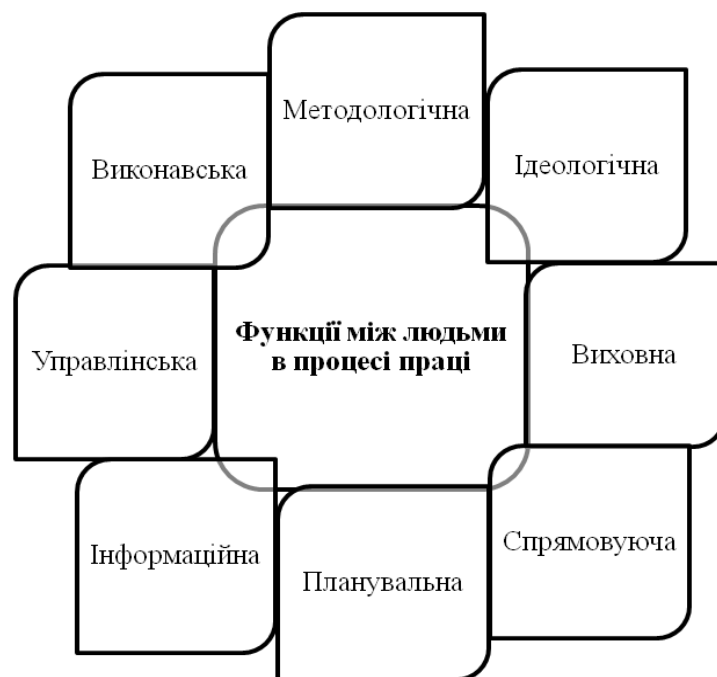 Методологічна
Ідеологічна
Виконавська
Функції між людьми
в процесі праці
Управлінська
Виховна
Інформаційна
Планувальна
Спрямовуюча